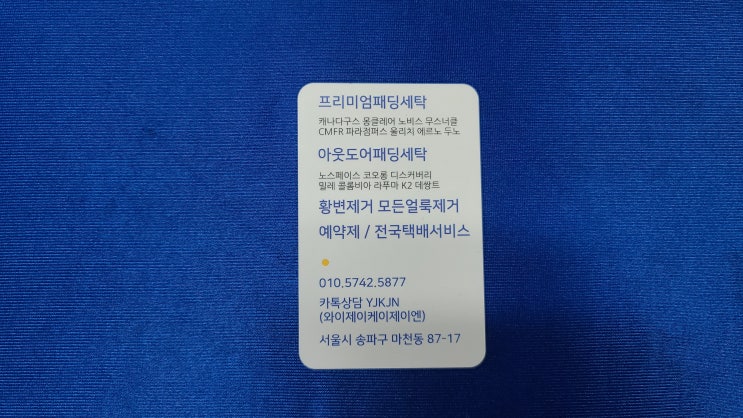 프리미엄패딩세탁
캐나다구스 몽클레어 노비스 무스너클
CMFR 파라점퍼스 울리치 에르노 두노
아웃도어패딩세탁
노스페이스 코오롱 디스커버리
밀레 콜롬비아 라푸마 K2 데쌍트
황변제거 모든얼룩제거
예약제 / 전국택배서비스
010.5742.5877
카톡상담 YJKJN
(와이제이케이제이엔)
서울시 송파구 마천동 87-17